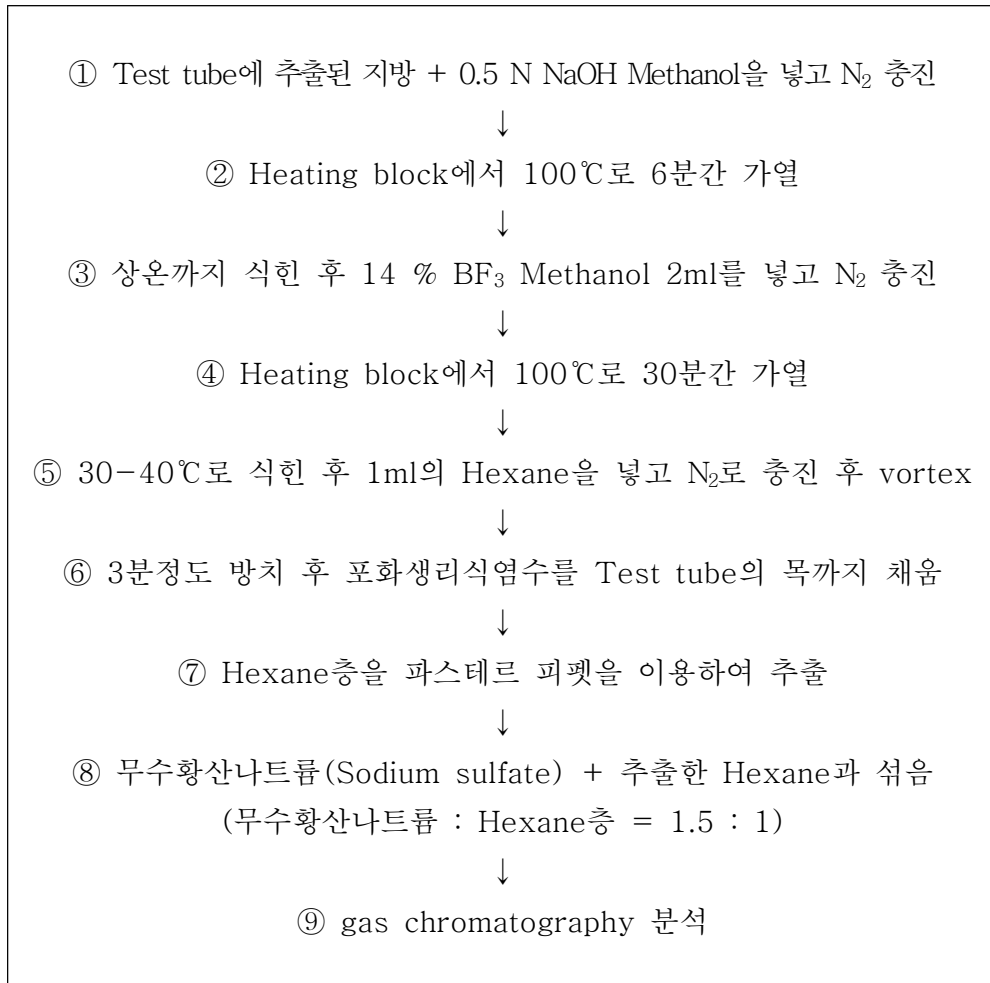 ① Test tube에 추출된 지방 + 0.5 N NaOH Methanol을 넣고 N₂ 충진
↓
② Heating block에서 100℃로 6분간 가열
↓
③ 상온까지 식힌 후 14 % BF₃ Methanol 2ml를 넣고 N₂ 충진
↓
④ Heating block에서 100℃로 30분간 가열
↓
⑤ 30-40℃로 식힌 후 1ml의 Hexane을 넣고 N₂로 충진 후 vortex
↓
⑥ 3분정도 방치 후 포화생리식염수를 Test tube의 목까지 채움
↓
⑦ Hexane층을 파스테르 피펫을 이용하여 추출
↓
⑧ 무수황산나트륨(Sodium sulfate) + 추출한 Hexane과 섞음
(무수황산나트륨 : Hexane층 = 1.5 : 1)
↓
⑨ gas chromatography 분석